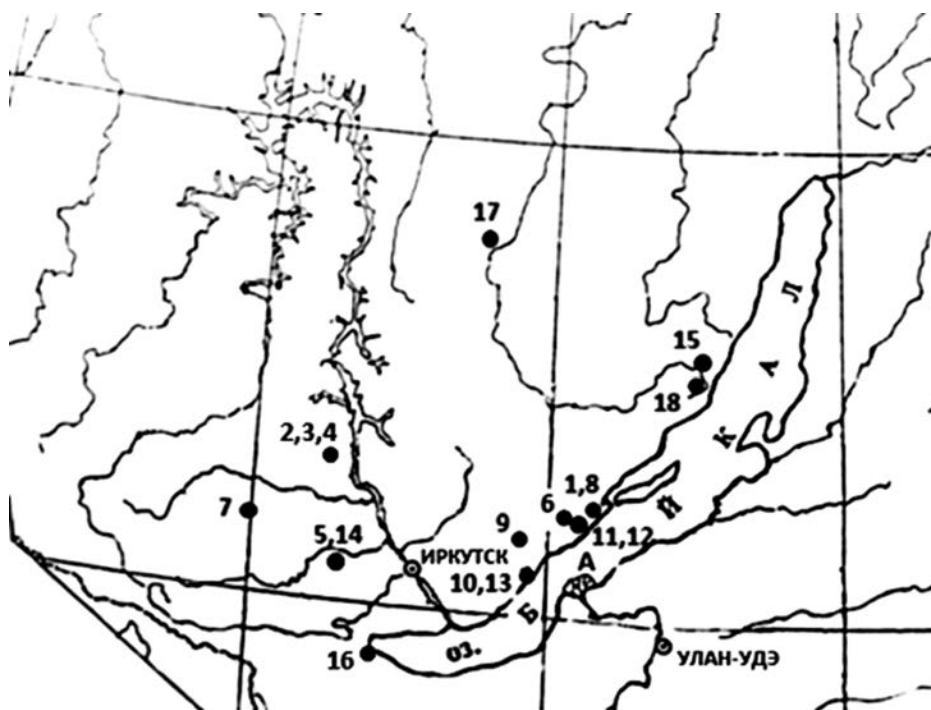 17
15
18
2,3,4
7
5,14
ИРКУТСК
9
6
1,8
11,12
10,13
16
УЛАН-УДЭ
оз.
Б
А
Й
К
А
Л